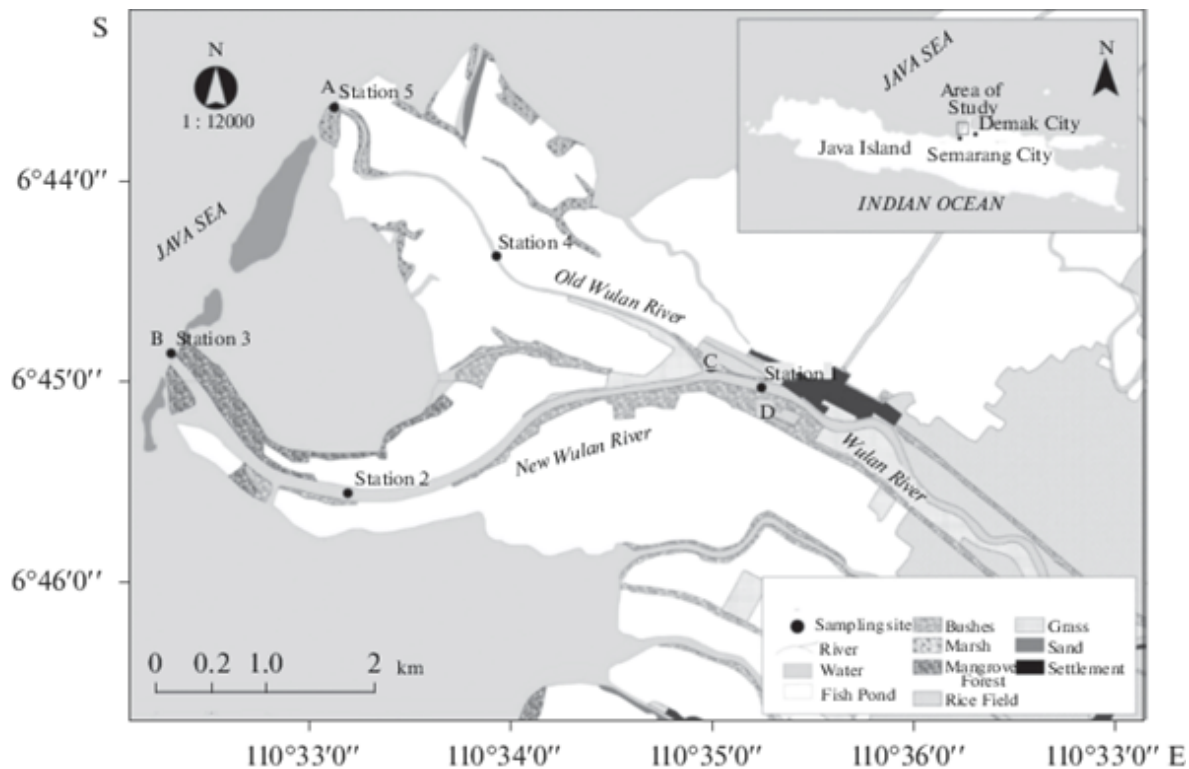 S
N
1 : 12000
A Station 5
JAVA SEA
N
Area of
Study
Demak City
Java Island
Semarang City
INDIAN OCEAN
6°44′0′′
JAVA SEA
Station 4
Old Wulan River
B Station 3
C
Station 1
6°45′0′′
D
New Wulan River
Wulan River
Station 2
6°46′0′′
Sampling site
River
Water
Fish Pond
Bushes
Marsh
Mangrove
Forest
Rice Field
Grass
Sand
Settlement
0 0.2 1.0 2 km
110°33′0′′ 110°34′0′′ 110°35′0′′ 110°36′0′′ 110°33′0′′ E